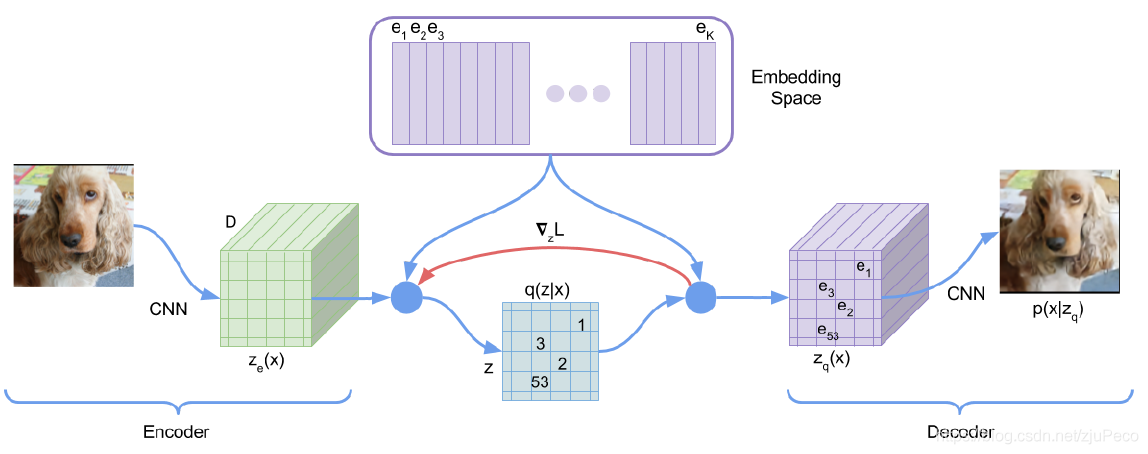 e1 e2 e3
eK
Embedding
Space
D
∇zL
CNN
ze(x)
q(z|x)
1
3
2
53
z
e1
e3
e2
e53
zq(x)
CNN
p(x|zq)
Encoder
Decoder
https://blog.csdn.net/zjuPeco